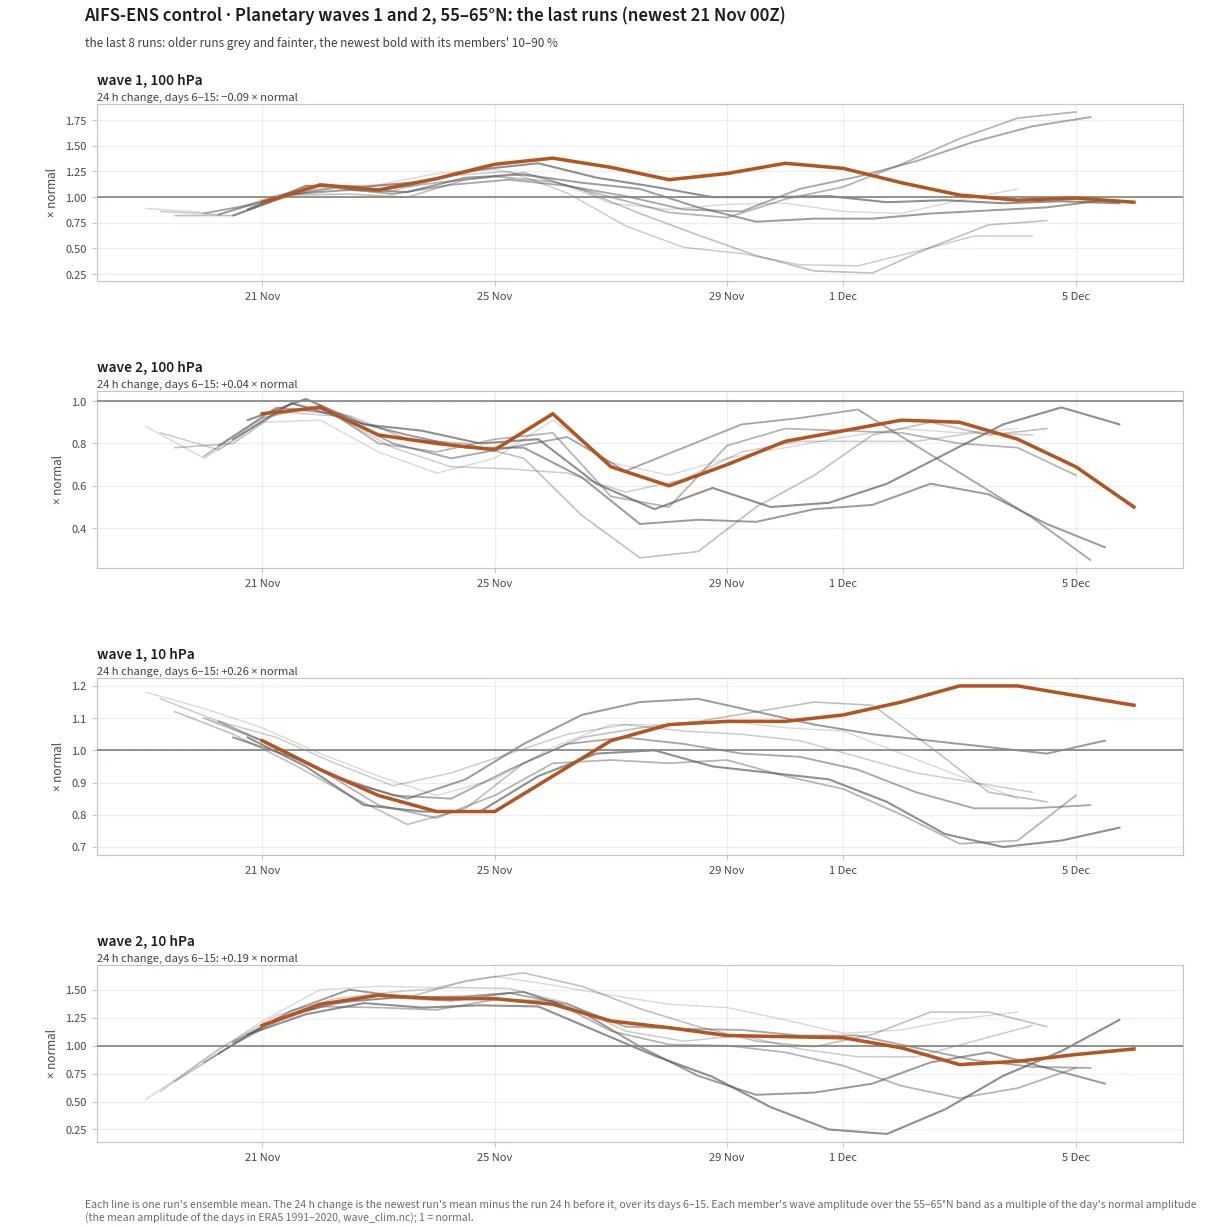 AIFS-ENS control · Planetary waves 1 and 2, 55–65°N: the last runs (newest 21 Nov 00Z)
the last 8 runs: older runs grey and fainter, the newest bold with its members' 10–90 %
wave 1, 100 hPa
24 h change, days 6–15: −0.09 × normal
1.75
1.50
1.25
1.00
0.75
0.50
0.25
× normal
21 Nov
25 Nov
29 Nov
1 Dec
5 Dec
wave 2, 100 hPa
24 h change, days 6–15: +0.04 × normal
1.0
0.8
0.6
0.4
× normal
21 Nov
25 Nov
29 Nov
1 Dec
5 Dec
wave 1, 10 hPa
24 h change, days 6–15: +0.26 × normal
1.2
1.1
1.0
0.9
0.8
0.7
× normal
21 Nov
25 Nov
29 Nov
1 Dec
5 Dec
wave 2, 10 hPa
24 h change, days 6–15: +0.19 × normal
1.50
1.25
1.00
0.75
0.50
0.25
× normal
21 Nov
25 Nov
29 Nov
1 Dec
5 Dec
Each line is one run's ensemble mean. The 24 h change is the newest run's mean minus the run 24 h before it, over its days 6–15. Each member's wave amplitude over the 55–65°N band as a multiple of the day's normal amplitude
(the mean amplitude of the days in ERA5 1991–2020, wave_clim.nc); 1 = normal.